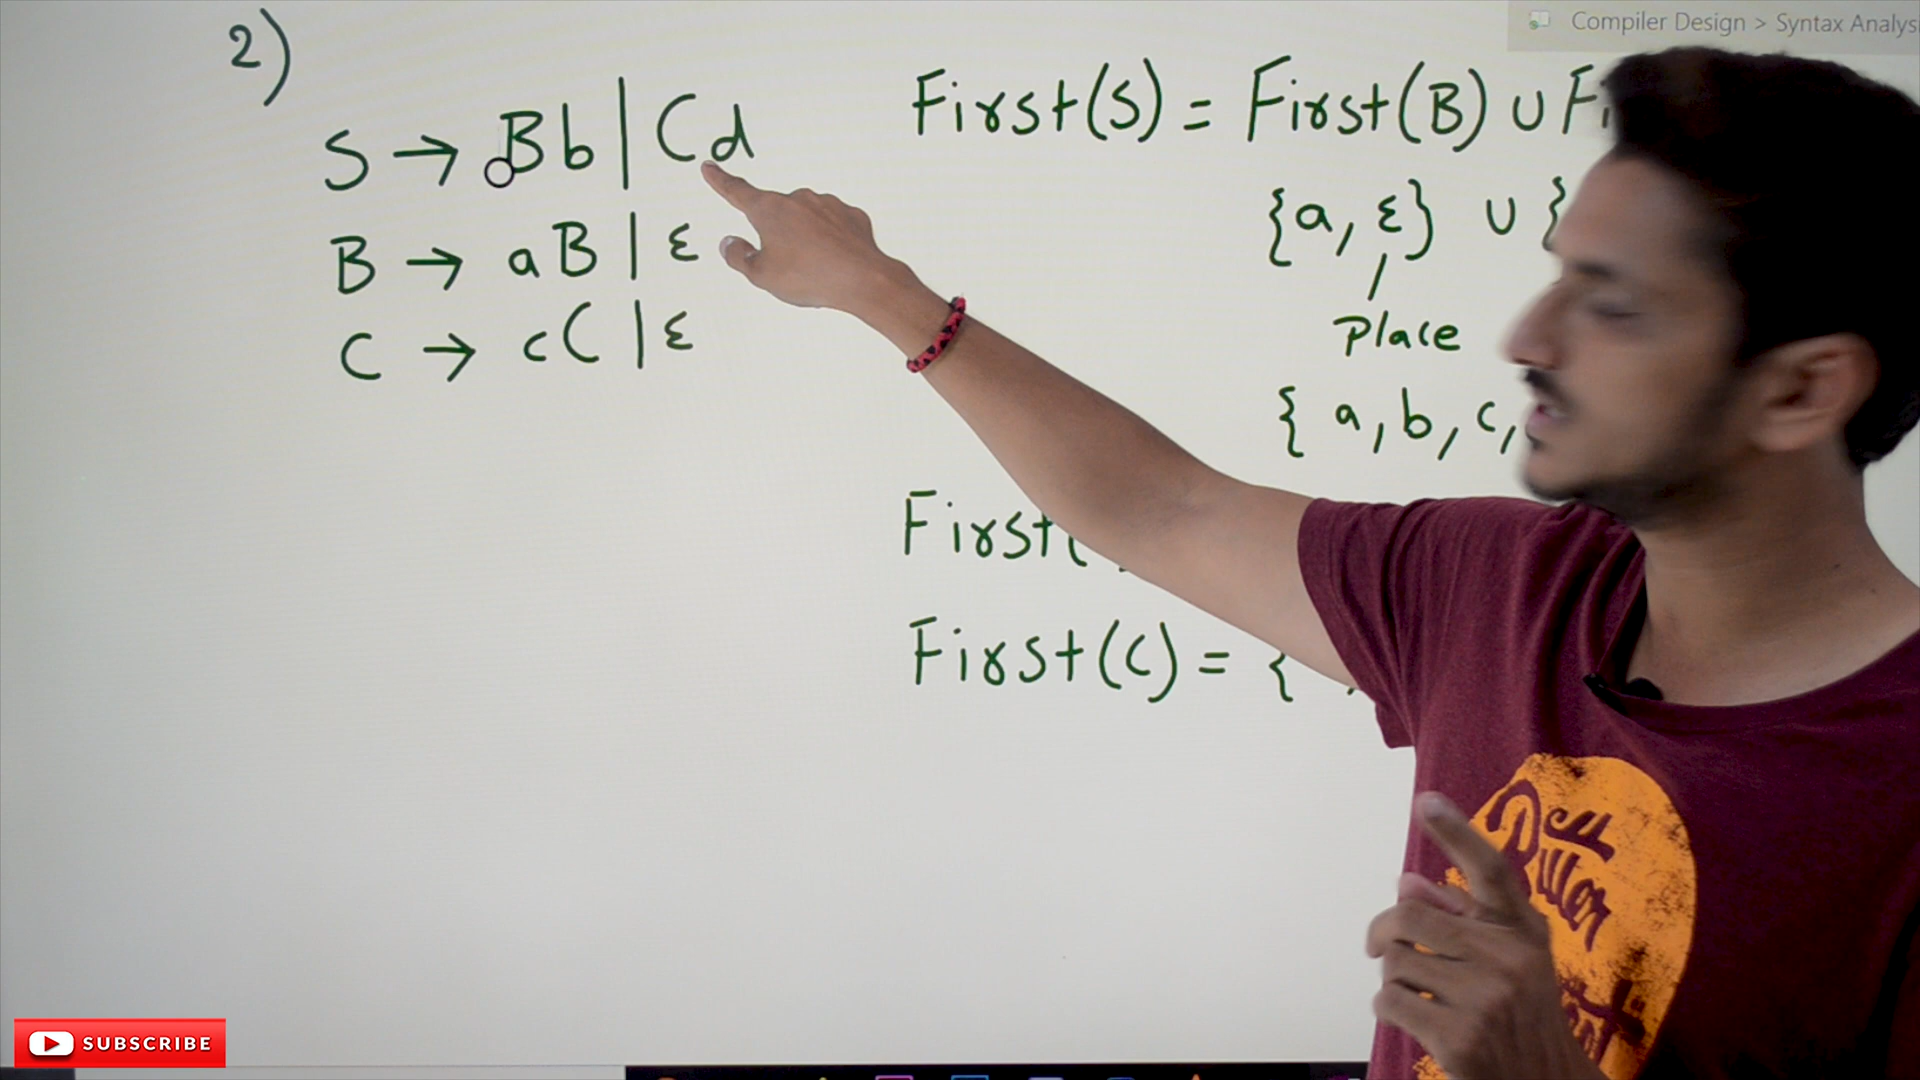 Compiler Design > Syntax Analys
2)
S → Bb | Cd
B → aB | ε
C → cC | ε
First(S) = First(B) ∪ Fi
{a, ε} ∪ {
Place
{ a, b, c,
First(
First(C) = {
SUBSCRIBE